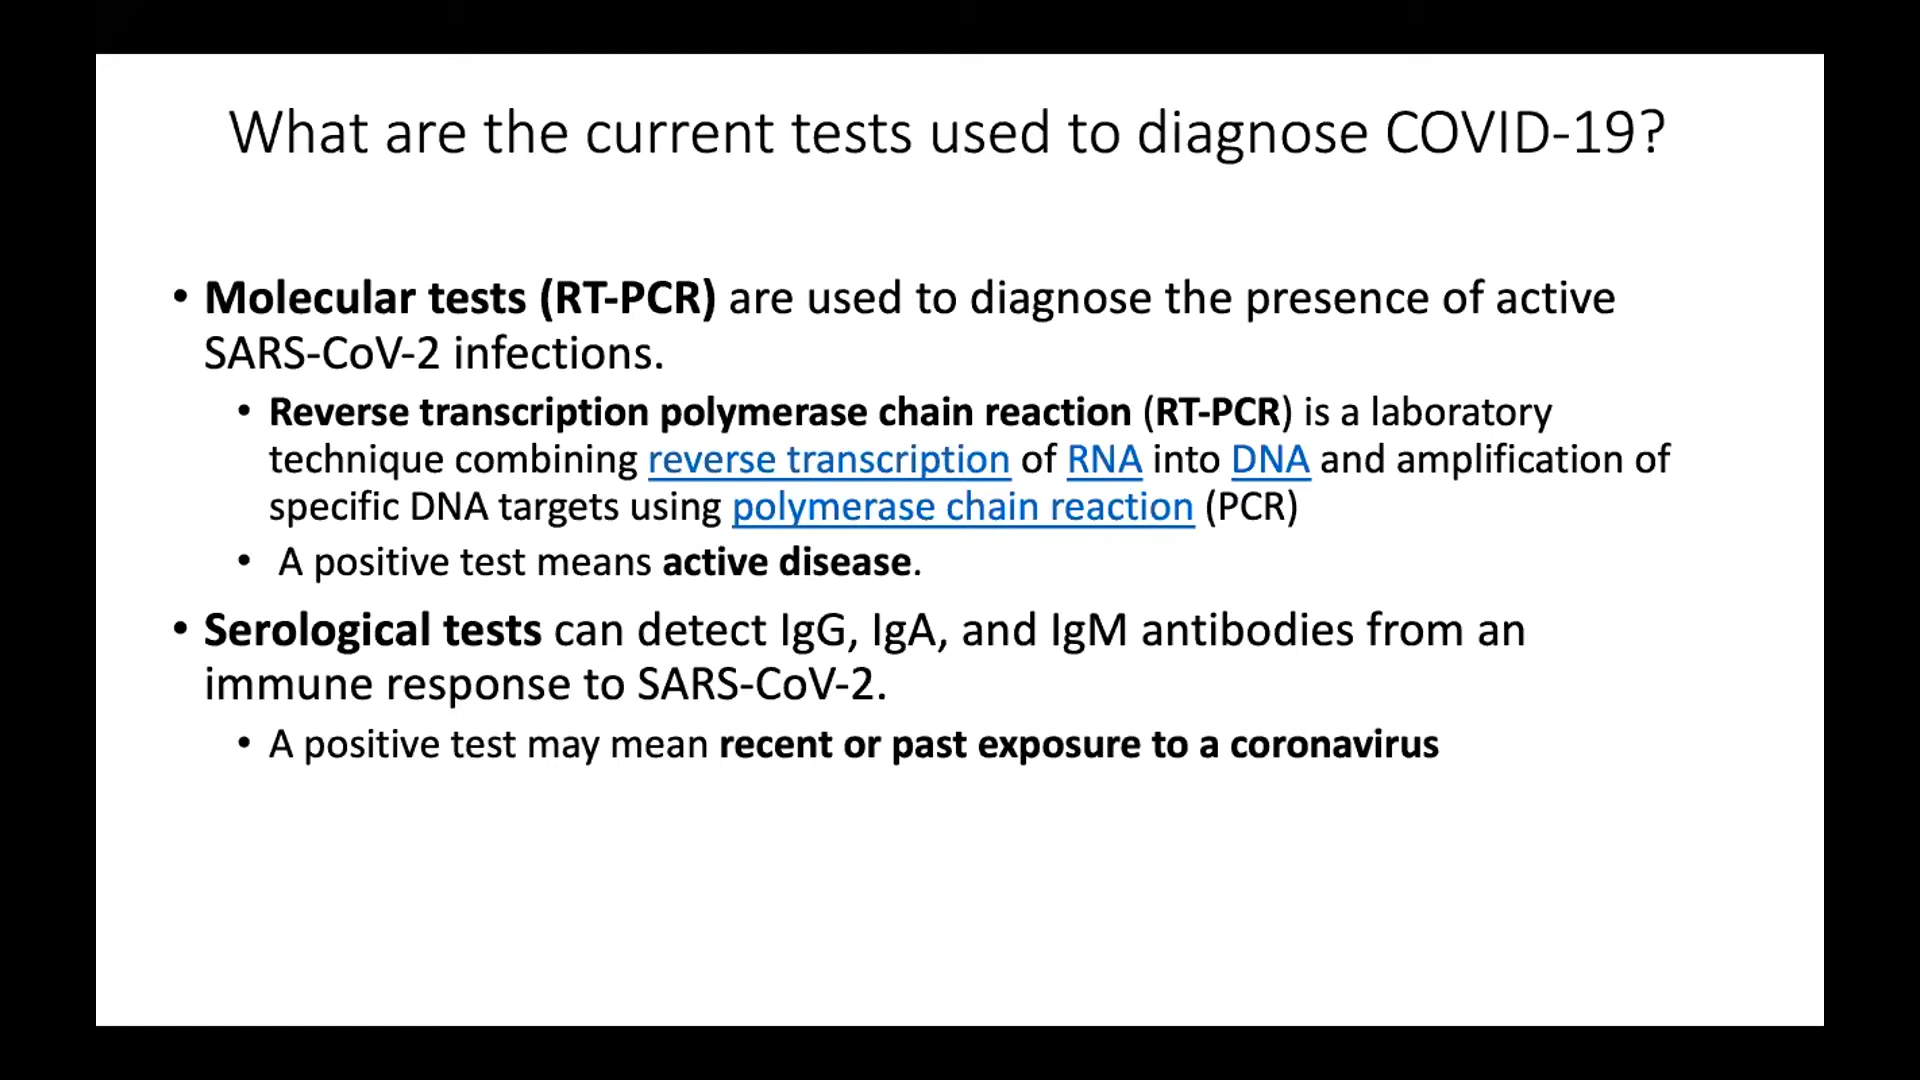 What are the current tests used to diagnose COVID-19?
• Molecular tests (RT-PCR) are used to diagnose the presence of active
SARS-CoV-2 infections.
• Reverse transcription polymerase chain reaction (RT-PCR) is a laboratory
technique combining reverse transcription of RNA into DNA and amplification of
specific DNA targets using polymerase chain reaction (PCR)
• A positive test means active disease.
• Serological tests can detect IgG, IgA, and IgM antibodies from an
immune response to SARS-CoV-2.
• A positive test may mean recent or past exposure to a coronavirus